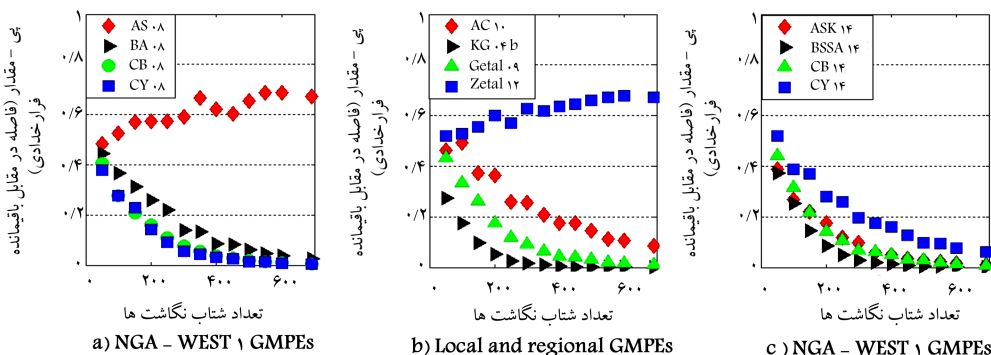 پی - مقدار (فاصله در مقابل باقیمانده
فرارخدادی)
۱
۰/۸
۰/۶
۰/۴
۰/۲
۰
AS ۰۸
BA ۰۸
CB ۰۸
CY ۰۸
۲۰۰
۴۰۰
۶۰۰
تعداد شتاب نگاشت ها
a ) NGA – WEST ۱ GMPEs
پی - مقدار (فاصله در مقابل باقیمانده
فرارخدادی)
۱
۰/۸
۰/۶
۰/۴
۰/۲
۰
AC ۱۰
KG ۰۴ b
Getal ۰۹
Zetal ۱۲
۲۰۰
۴۰۰
۶۰۰
تعداد شتاب نگاشت ها
b ) Local and regional GMPEs
پی - مقدار (فاصله در مقابل باقیمانده
فرارخدادی)
۱
۰/۸
۰/۶
۰/۴
۰/۲
۰
ASK ۱۴
BSSA ۱۴
CB ۱۴
CY ۱۴
۲۰۰
۴۰۰
۶۰۰
تعداد شتاب نگاشت ها
c ) NGA – WEST ۱ GMPEs